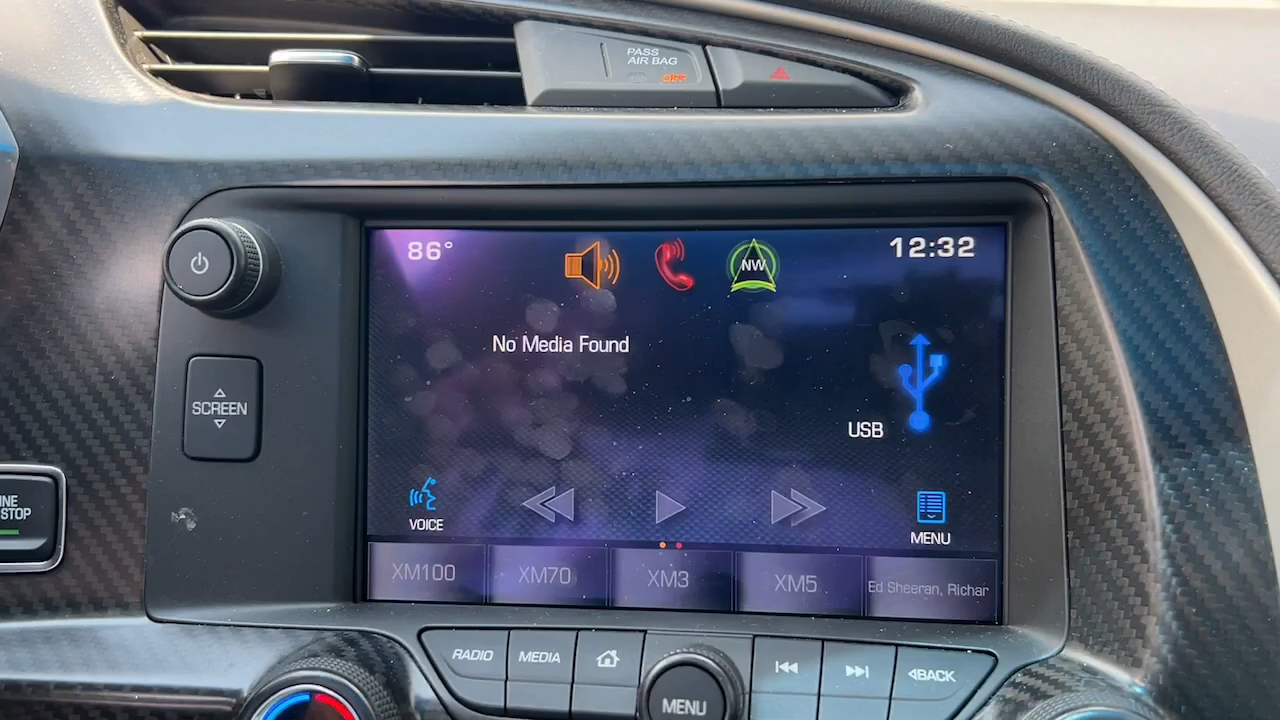 PASS
AIR BAG
OFF
86°
NW
12:32
No Media Found
SCREEN
USB
VOICE
MENU
STOP
XM100
XM70
XM3
XM5
Ed Sheeran, Richar
RADIO
MEDIA
MENU
BACK